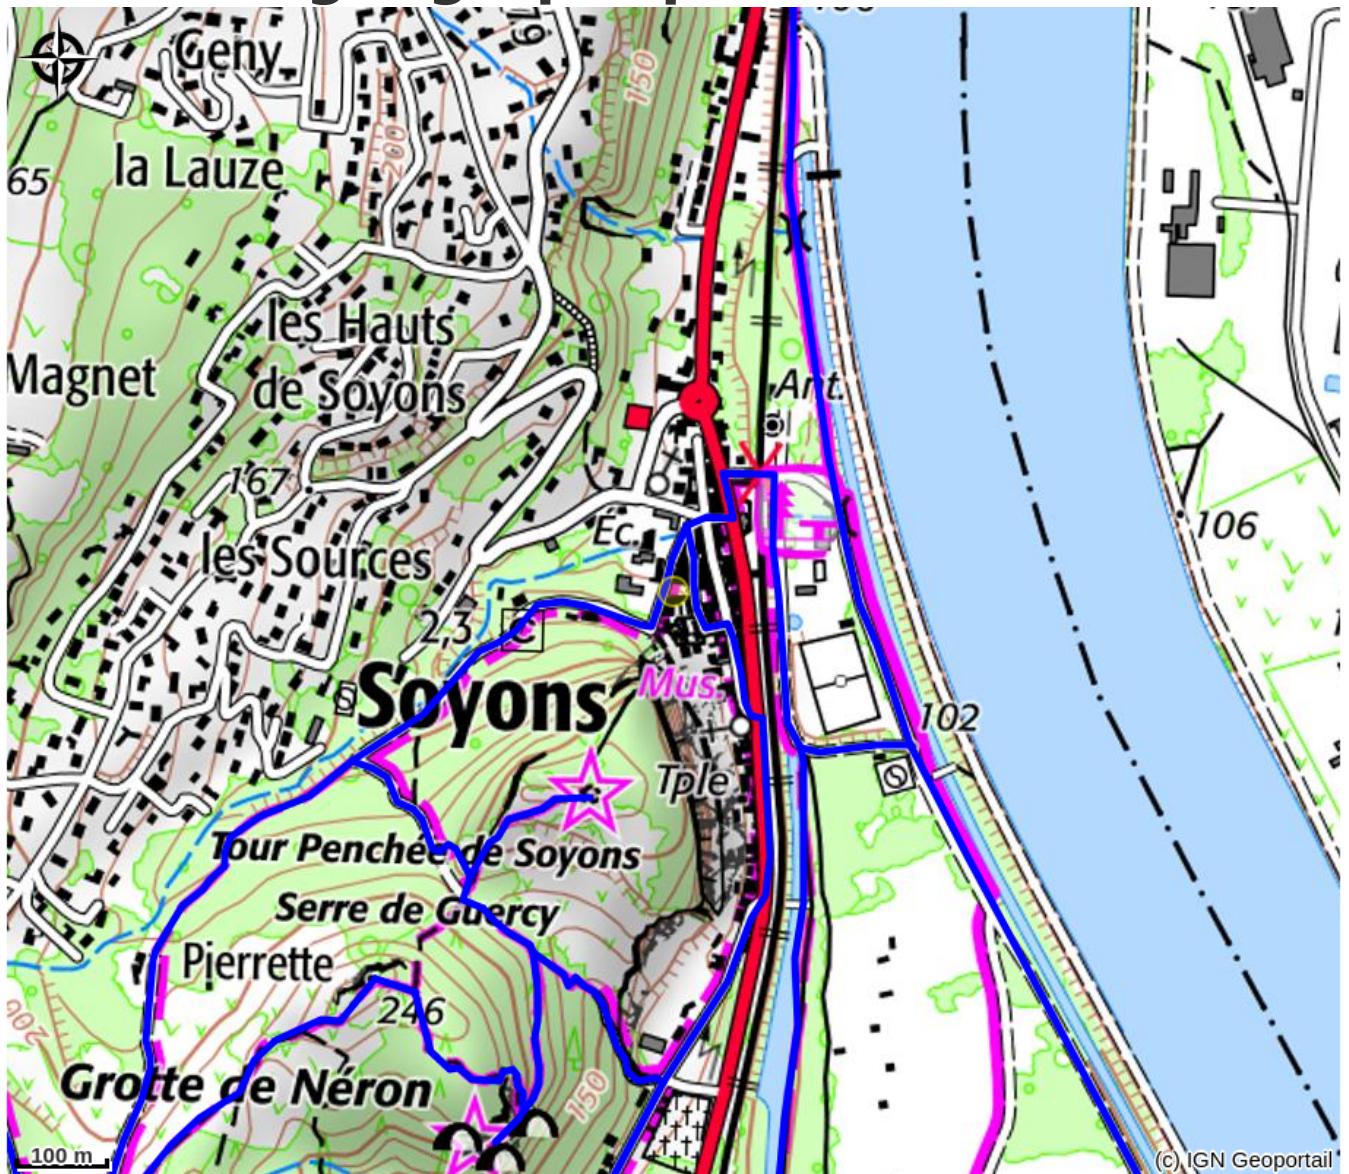 Geny
79
150
la Lauze
200
65
les Hauts
de Soyons
Magnet
Ant.
167
Éc.
106
les Sources
2,3
C
Mus.
Soyons
102
Tple
Tour Penchée de Soyons
Serre de Guercy
Pierrette
246
200
Grotte de Néron
150
100 m
(c) IGN Geoportail